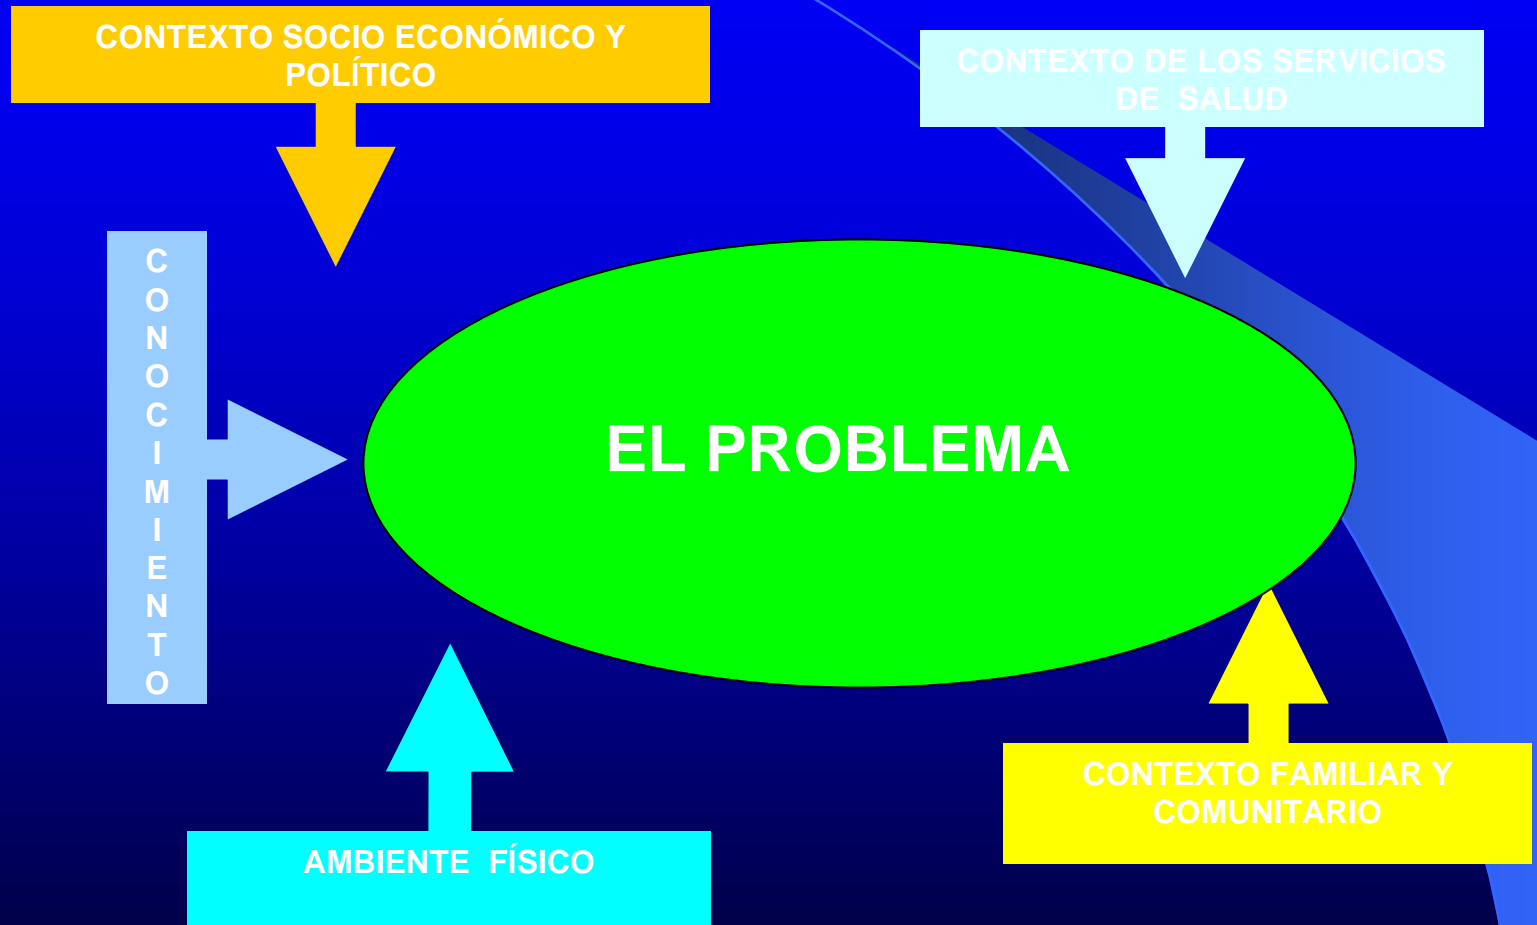 CONTEXTO SOCIO ECONÓMICO Y
POLÍTICO
CONTEXTO DE LOS SERVICIOS
DE SALUD
C
O
N
O
C
I
M
I
E
N
T
O
EL PROBLEMA
CONTEXTO FAMILIAR Y
COMUNITARIO
AMBIENTE FÍSICO